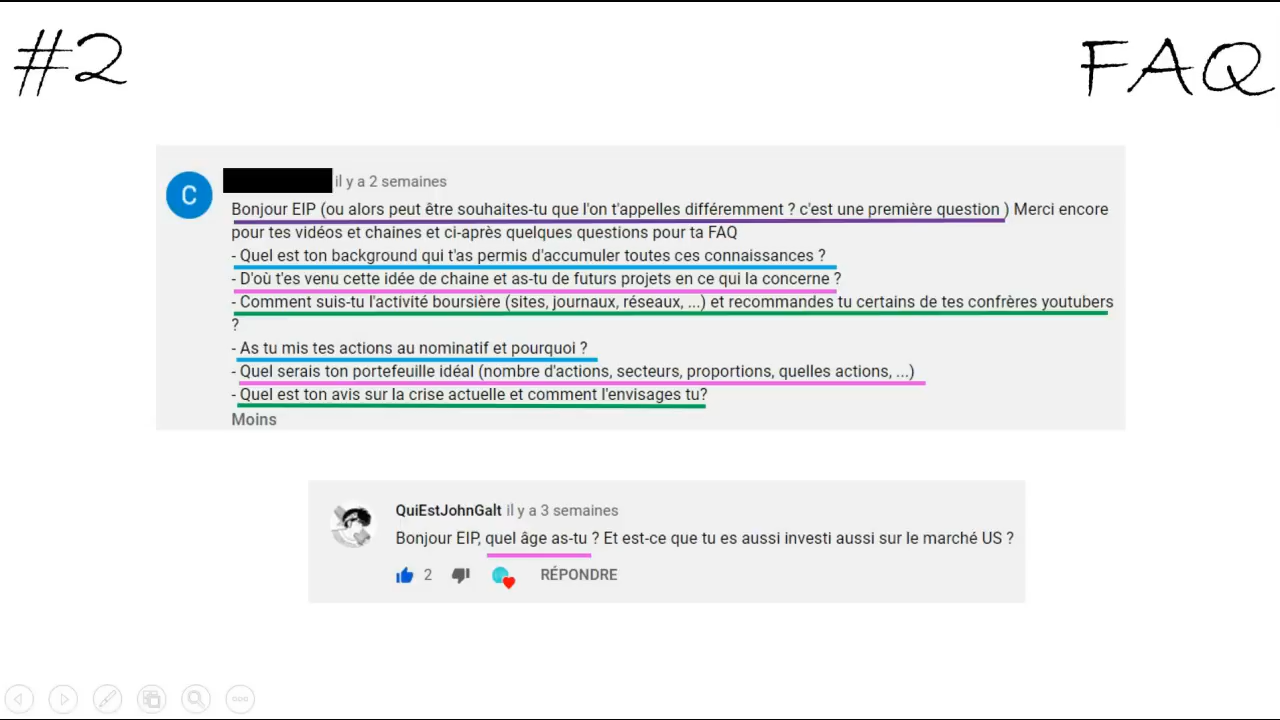 #2
FAQ
C
il y a 2 semaines
Bonjour EIP (ou alors peut être souhaites-tu que l'on t'appelles différemment ? c'est une première question ) Merci encore
pour tes vidéos et chaines et ci-après quelques questions pour ta FAQ
- Quel est ton background qui t'as permis d'accumuler toutes ces connaissances ?
- D'où t'es venu cette idée de chaine et as-tu de futurs projets en ce qui la concerne ?
- Comment suis-tu l'activité boursière (sites, journaux, réseaux, ...) et recommandes tu certains de tes confrères youtubers
?
- As tu mis tes actions au nominatif et pourquoi ?
- Quel serais ton portefeuille idéal (nombre d'actions, secteurs, proportions, quelles actions, ...)
- Quel est ton avis sur la crise actuelle et comment l'envisages tu?
Moins
QuiEstJohnGalt il y a 3 semaines
Bonjour EIP, quel âge as-tu ? Et est-ce que tu es aussi investi aussi sur le marché US ?
2 RÉPONDRE